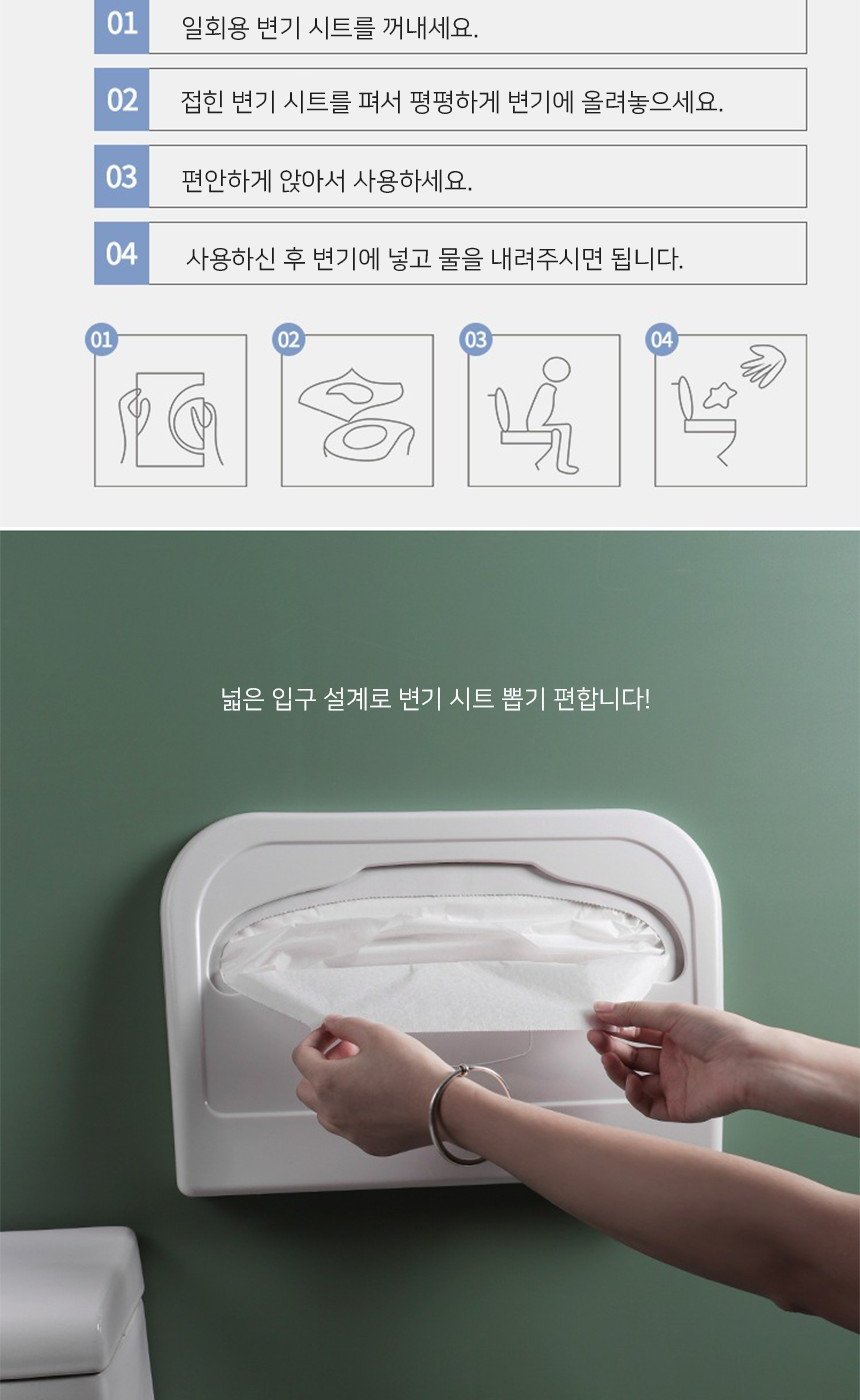 01 일회용 변기 시트를 꺼내세요.
02 접힌 변기 시트를 펴서 평평하게 변기에 올려놓으세요.
03 편안하게 앉아서 사용하세요.
04 사용하신 후 변기에 넣고 물을 내려주시면 됩니다.
01 02 03 04
넓은 입구 설계로 변기 시트 뽑기 편합니다!